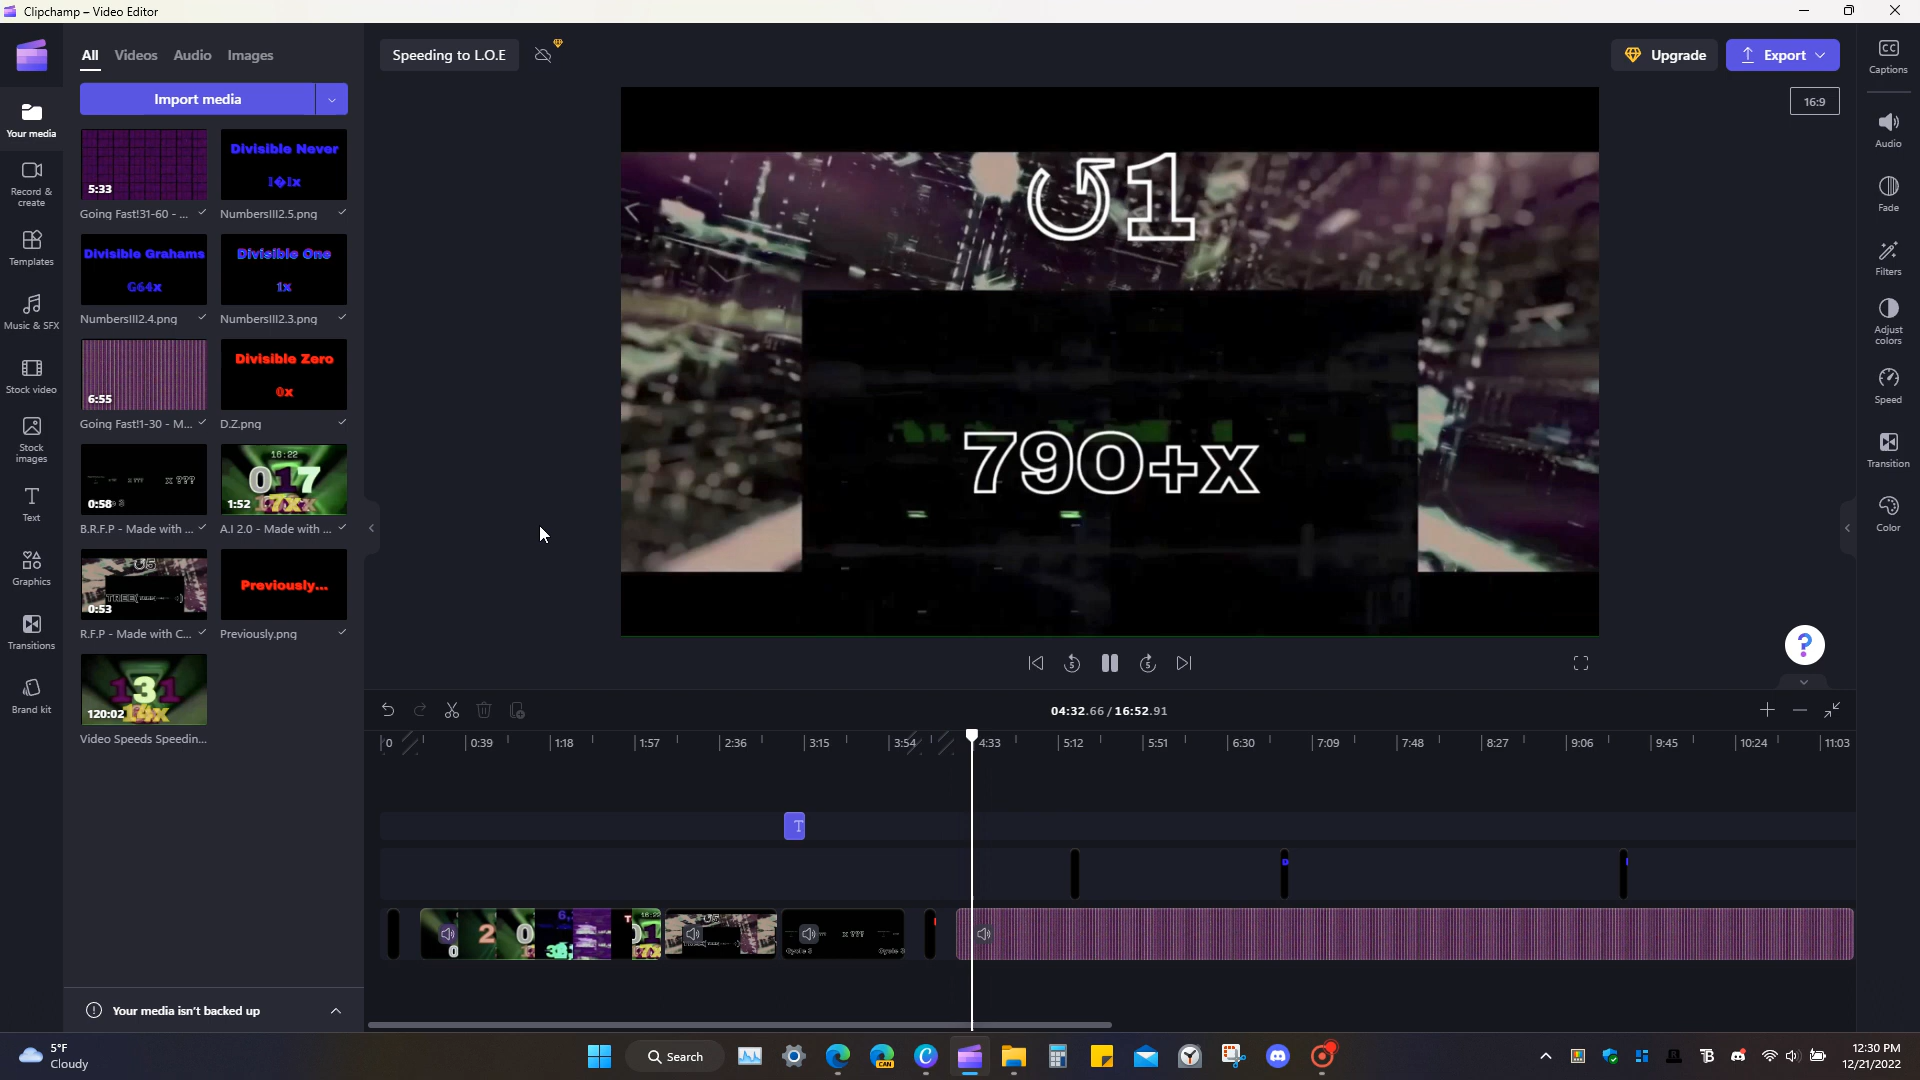 Clipchamp – Video Editor
All Videos Audio Images
Import media
Your media
Record & create
Templates
Music & SFX
Stock video
Stock images
Text
Graphics
Transitions
Brand kit
5:33
Divisible Never
Going Fast!31-60 - ...
NumbersIII2.5.png
Divisible Grahams
G64x
Divisible One
1x
NumbersIII2.4.png
NumbersIII2.3.png
6:55
Divisible Zero
0x
Going Fast!1-30 - M...
D.Z.png
0:58
x ???
x ???
16:22
017
17x
1:52
B.R.F.P - Made with ...
A.I 2.0 - Made with ...
0:53
Previously...
R.F.P - Made with C...
Previously.png
131
14x
120:02
Video Speeds Speedin...
Your media isn't backed up
Speeding to L.O.E
Upgrade
Export
16:9
↺1
790+x
?
Captions
Audio
Fade
Filters
Adjust colors
Speed
Transition
Color
04:32.66 / 16:52.91
0 0:39 1:18 1:57 2:36 3:15 3:54 4:33 5:12 5:51 6:30 7:09 7:48 8:27 9:06 9:45 10:24 11:03
T
5°F
Cloudy
Search
CAN
12:30 PM
12/21/2022